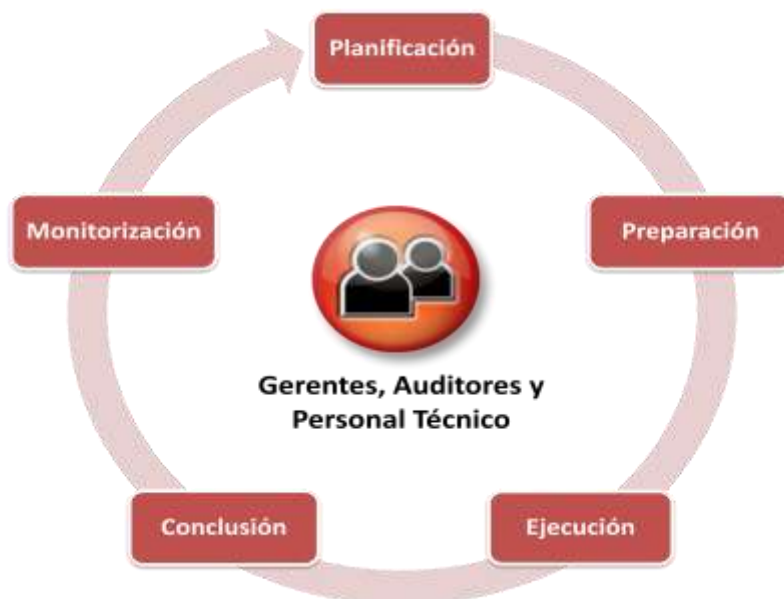 Planificación
Preparación
Ejecución
Conclusión
Monitorización
Gerentes, Auditores y
Personal Técnico